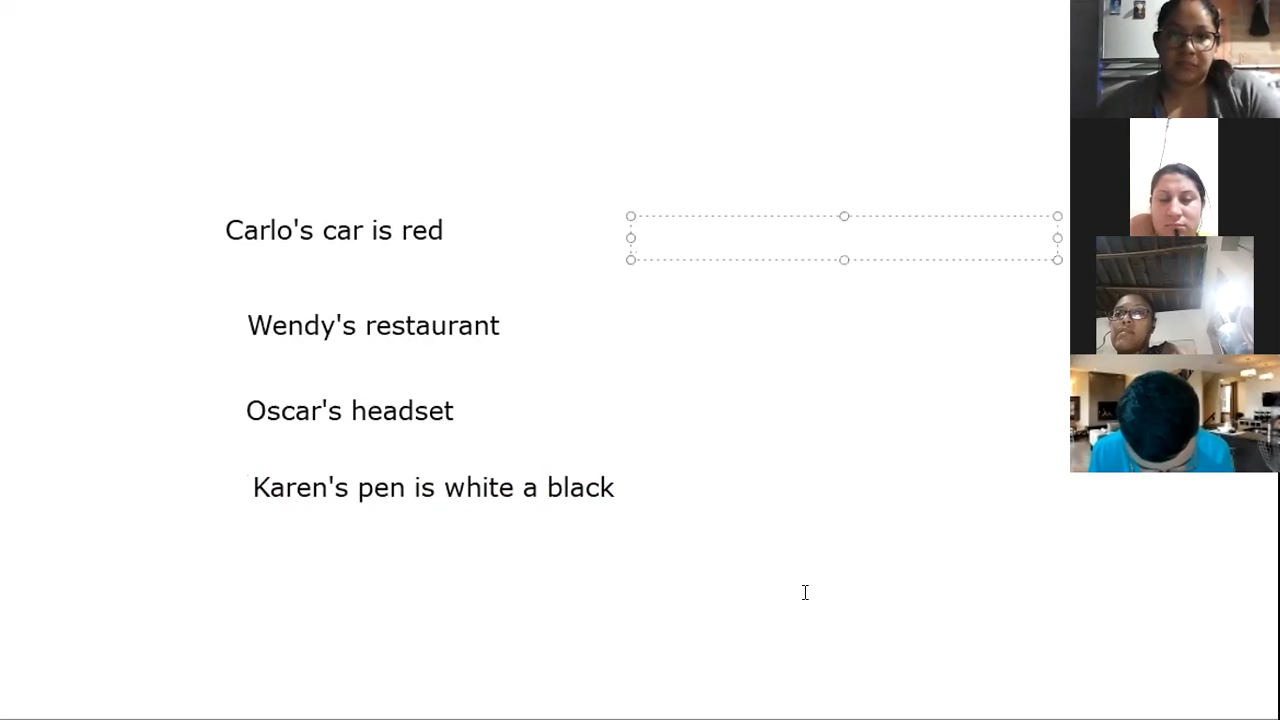 Carlo's car is red
Wendy's restaurant
Oscar's headset
Karen's pen is white a black